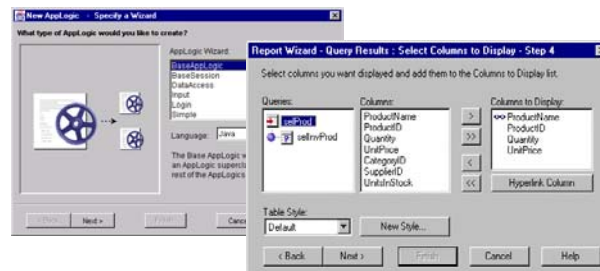 New AppLogic - Specify a Wizard
What type of AppLogic would you like to create?
AppLogic Wizard:
BaseAppLogic
BaseSession
DataAccess
Input
Login
Simple
Language: Java
The Base AppLogic w
an AppLogic supercla
rest of the AppLogics
< Back Next > Finish Cance
Report Wizard - Query Results : Select Columns to Display - Step 4
Select columns you want displayed and add them to the Columns to Display list.
Queries:
selProd
selInvProd
Columns:
ProductName
ProductID
Quantity
UnitPrice
CategoryID
SupplierID
UnitsInStock
>
>>
<
<<
Columns to Display:
ProductName
ProductID
Quantity
UnitPrice
Hyperlink Column
Table Style:
Default New Style...
< Back Next > Finish Cancel Help